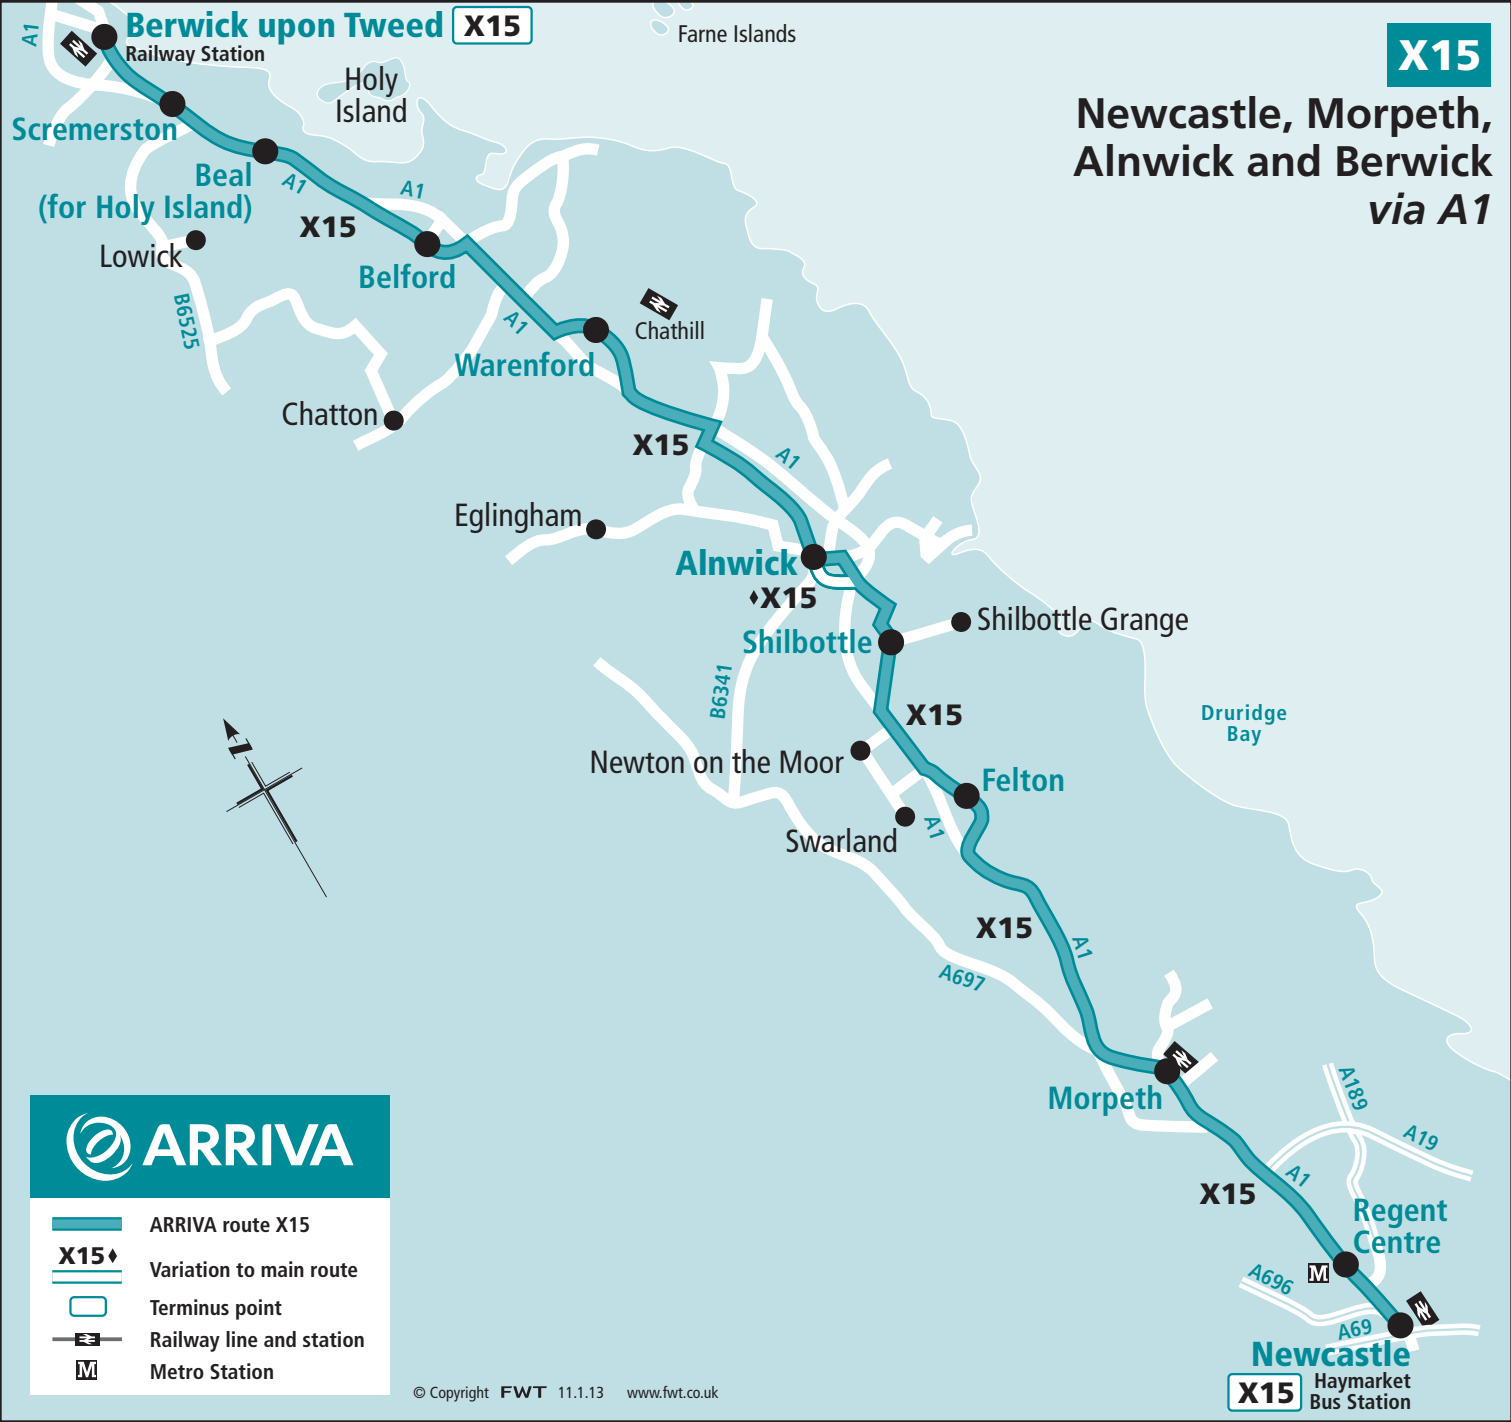 A1
Berwick upon Tweed X15
Railway Station
Farne Islands
X15
Newcastle, Morpeth,
Alnwick and Berwick
via A1
Holy
Island
Scremerston
Beal
(for Holy Island)
A1
A1
X15
Lowick
Belford
B6525
A1
Chathill
Warenford
Chatton
X15
A1
Eglingham
Alnwick
♦X15
Shilbottle Grange
Shilbottle
B6341
X15
Druridge
Bay
Newton on the Moor
Felton
N
Swarland
A1
X15
A1
A697
Morpeth
A189
A19
A1
X15
Regent
Centre
M
A696
A69
Newcastle
X15
Haymarket
Bus Station
ARRIVA
ARRIVA route X15
X15♦
Variation to main route
Terminus point
Railway line and station
M Metro Station
© Copyright FWT 11.1.13 www.fwt.co.uk